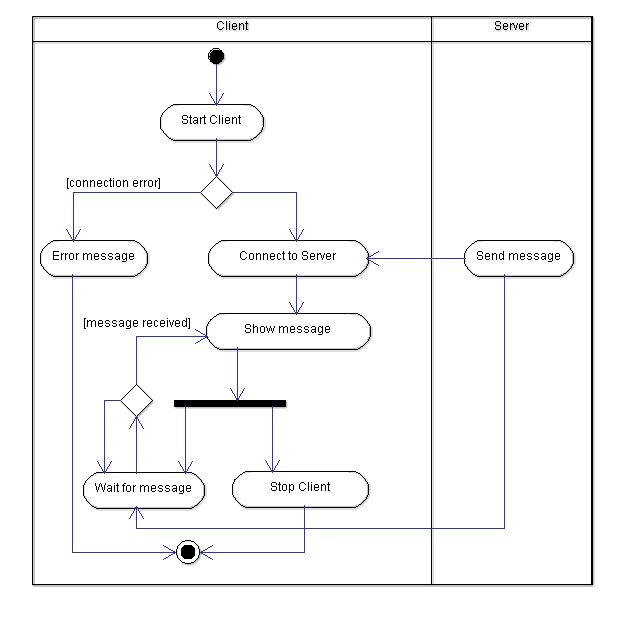 Client
Server
Start Client
[connection error]
Error message
Connect to Server
Send message
[message received]
Show message
Wait for message
Stop Client